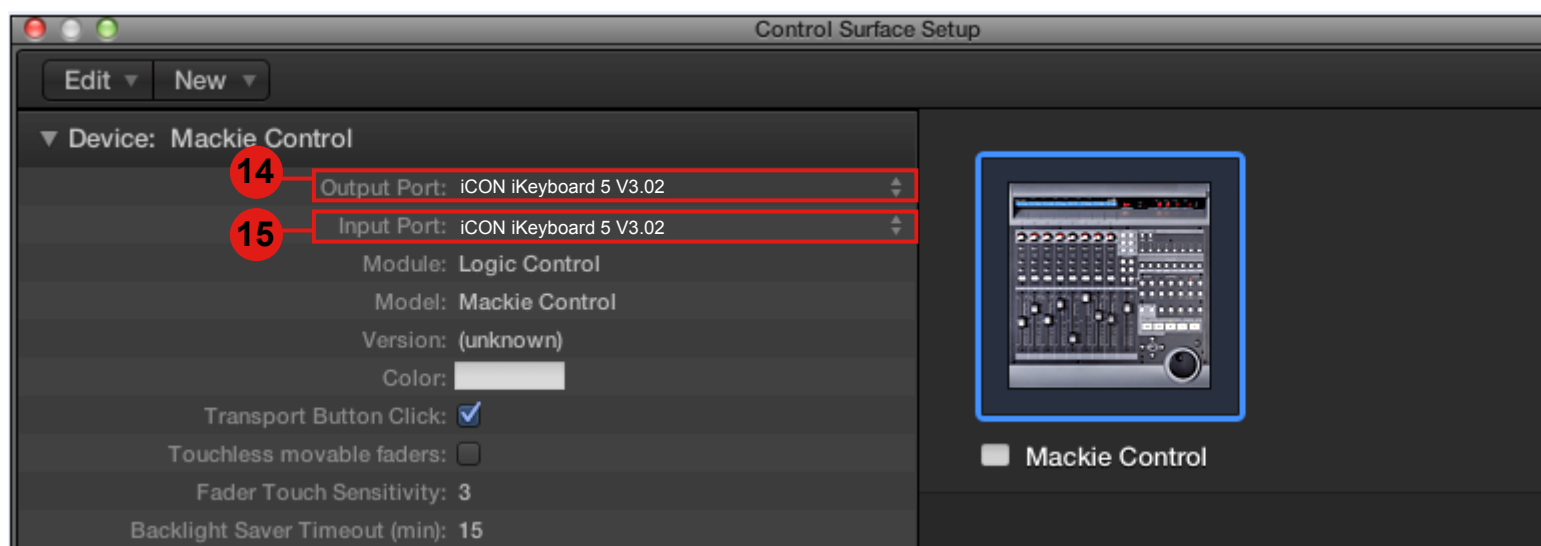 Control Surface Setup
Edit New
Device: Mackie Control
14
Output Port: iCON iKeyboard 5 V3.02
15
Input Port: iCON iKeyboard 5 V3.02
Module: Logic Control
Model: Mackie Control
Version: (unknown)
Color:
Transport Button Click:
Touchless movable faders:
Fader Touch Sensitivity: 3
Backlight Saver Timeout (min): 15
Mackie Control